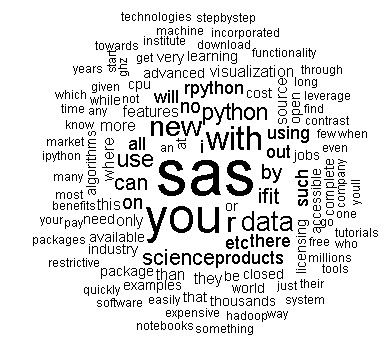 technologies stepbystep
machine incorporated
towards institute download
start ghz get very learning functionality
years advanced visualization through
which given cpu will rpython cost source open long leverage
time while not features no python find
any more new with using contrast
know algorithms where all an at i out jobs few when
market ipython use sas by such accessible complete even
many can ifit company
most on you or r data licensing youll
benefits this etc there go one
your pay need only science products free tutorials
packages available who
industry than they be closed millions
restrictive package world just their tools
quickly examples that thousands system
software easily
expensive hadoop way
notebooks something